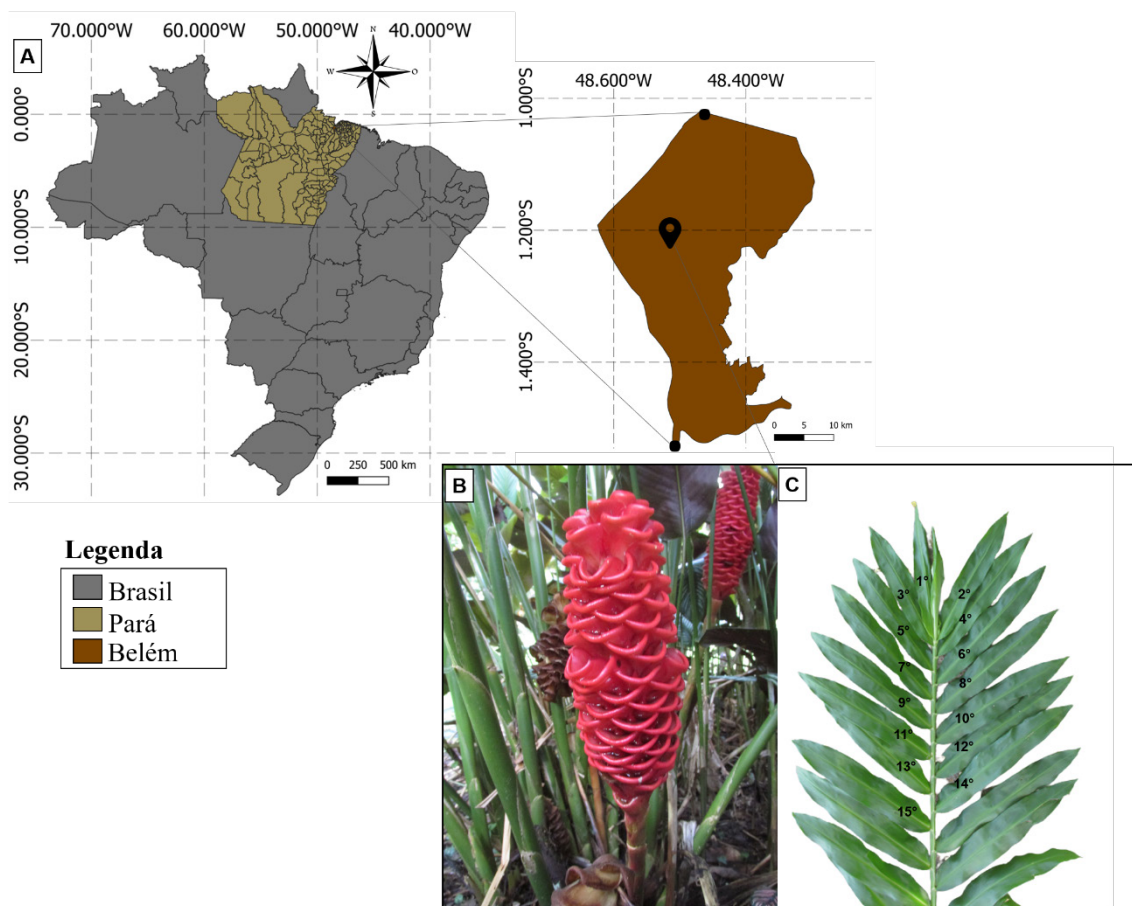 70.000°W 60.000°W 50.000°W 40.000°W
A
N
W
O
S
0.000°
10.000°S
20.000°S
30.000°S
0 250 500 km
48.600°W 48.400°W
1.000°S
1.200°S
1.400°S
0 5 10 km
Legenda
Brasil
Pará
Belém
B
C
1°
2°
3°
4°
5°
6°
7°
8°
9°
10°
11°
12°
13°
14°
15°